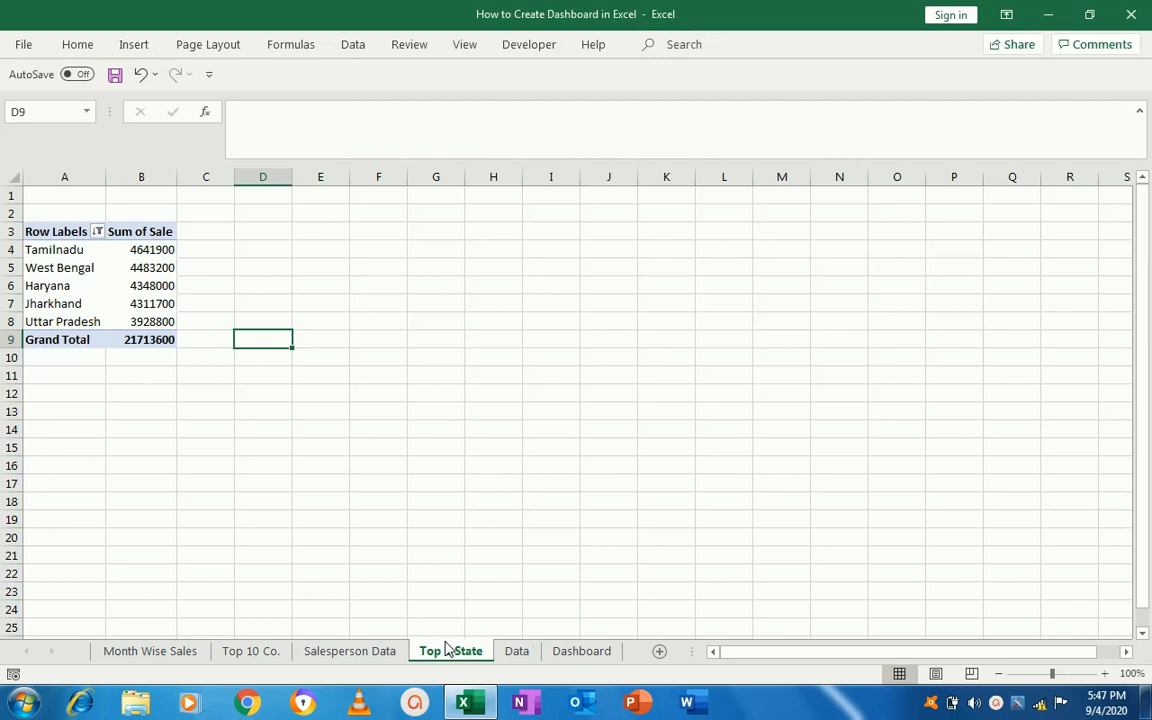 How to Create Dashboard in Excel - Excel
Sign in
File Home Insert Page Layout Formulas Data Review View Developer Help Search Share Comments
AutoSave Off
D9 fx
A B C D E F G H I J K L M N O P Q R S
1
2
3 Row Labels Sum of Sale
4 Tamilnadu 4641900
5 West Bengal 4483200
6 Haryana 4348000
7 Jharkhand 4311700
8 Uttar Pradesh 3928800
9 Grand Total 21713600
10
11
12
13
14
15
16
17
18
19
20
21
22
23
24
25
Month Wise Sales Top 10 Co. Salesperson Data Top State Data Dashboard
100%
5:47 PM
9/4/2020